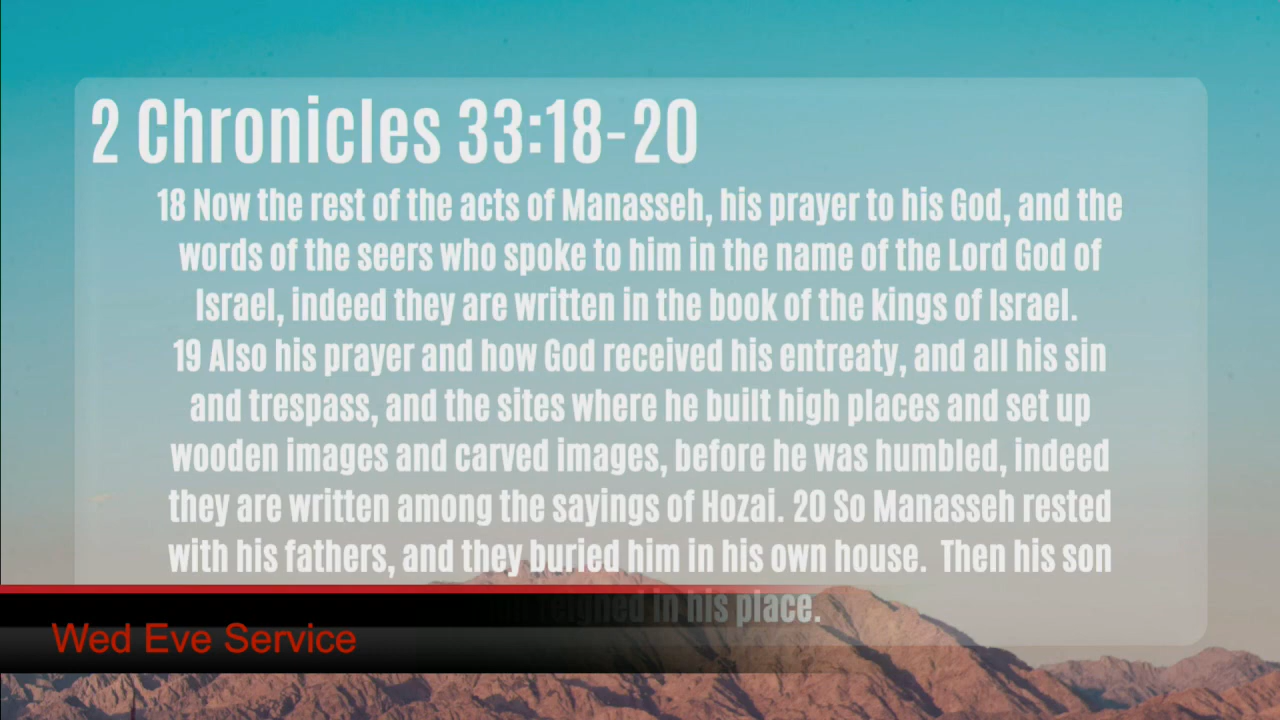 2 Chronicles 33:18-20
18 Now the rest of the acts of Manasseh, his prayer to his God, and the
words of the seers who spoke to him in the name of the Lord God of
Israel, indeed they are written in the book of the kings of Israel.
19 Also his prayer and how God received his entreaty, and all his sin
and trespass, and the sites where he built high places and set up
wooden images and carved images, before he was humbled, indeed
they are written among the sayings of Hozai. 20 So Manasseh rested
with his fathers, and they buried him in his own house. Then his son
reigned in his place.
Wed Eve Service